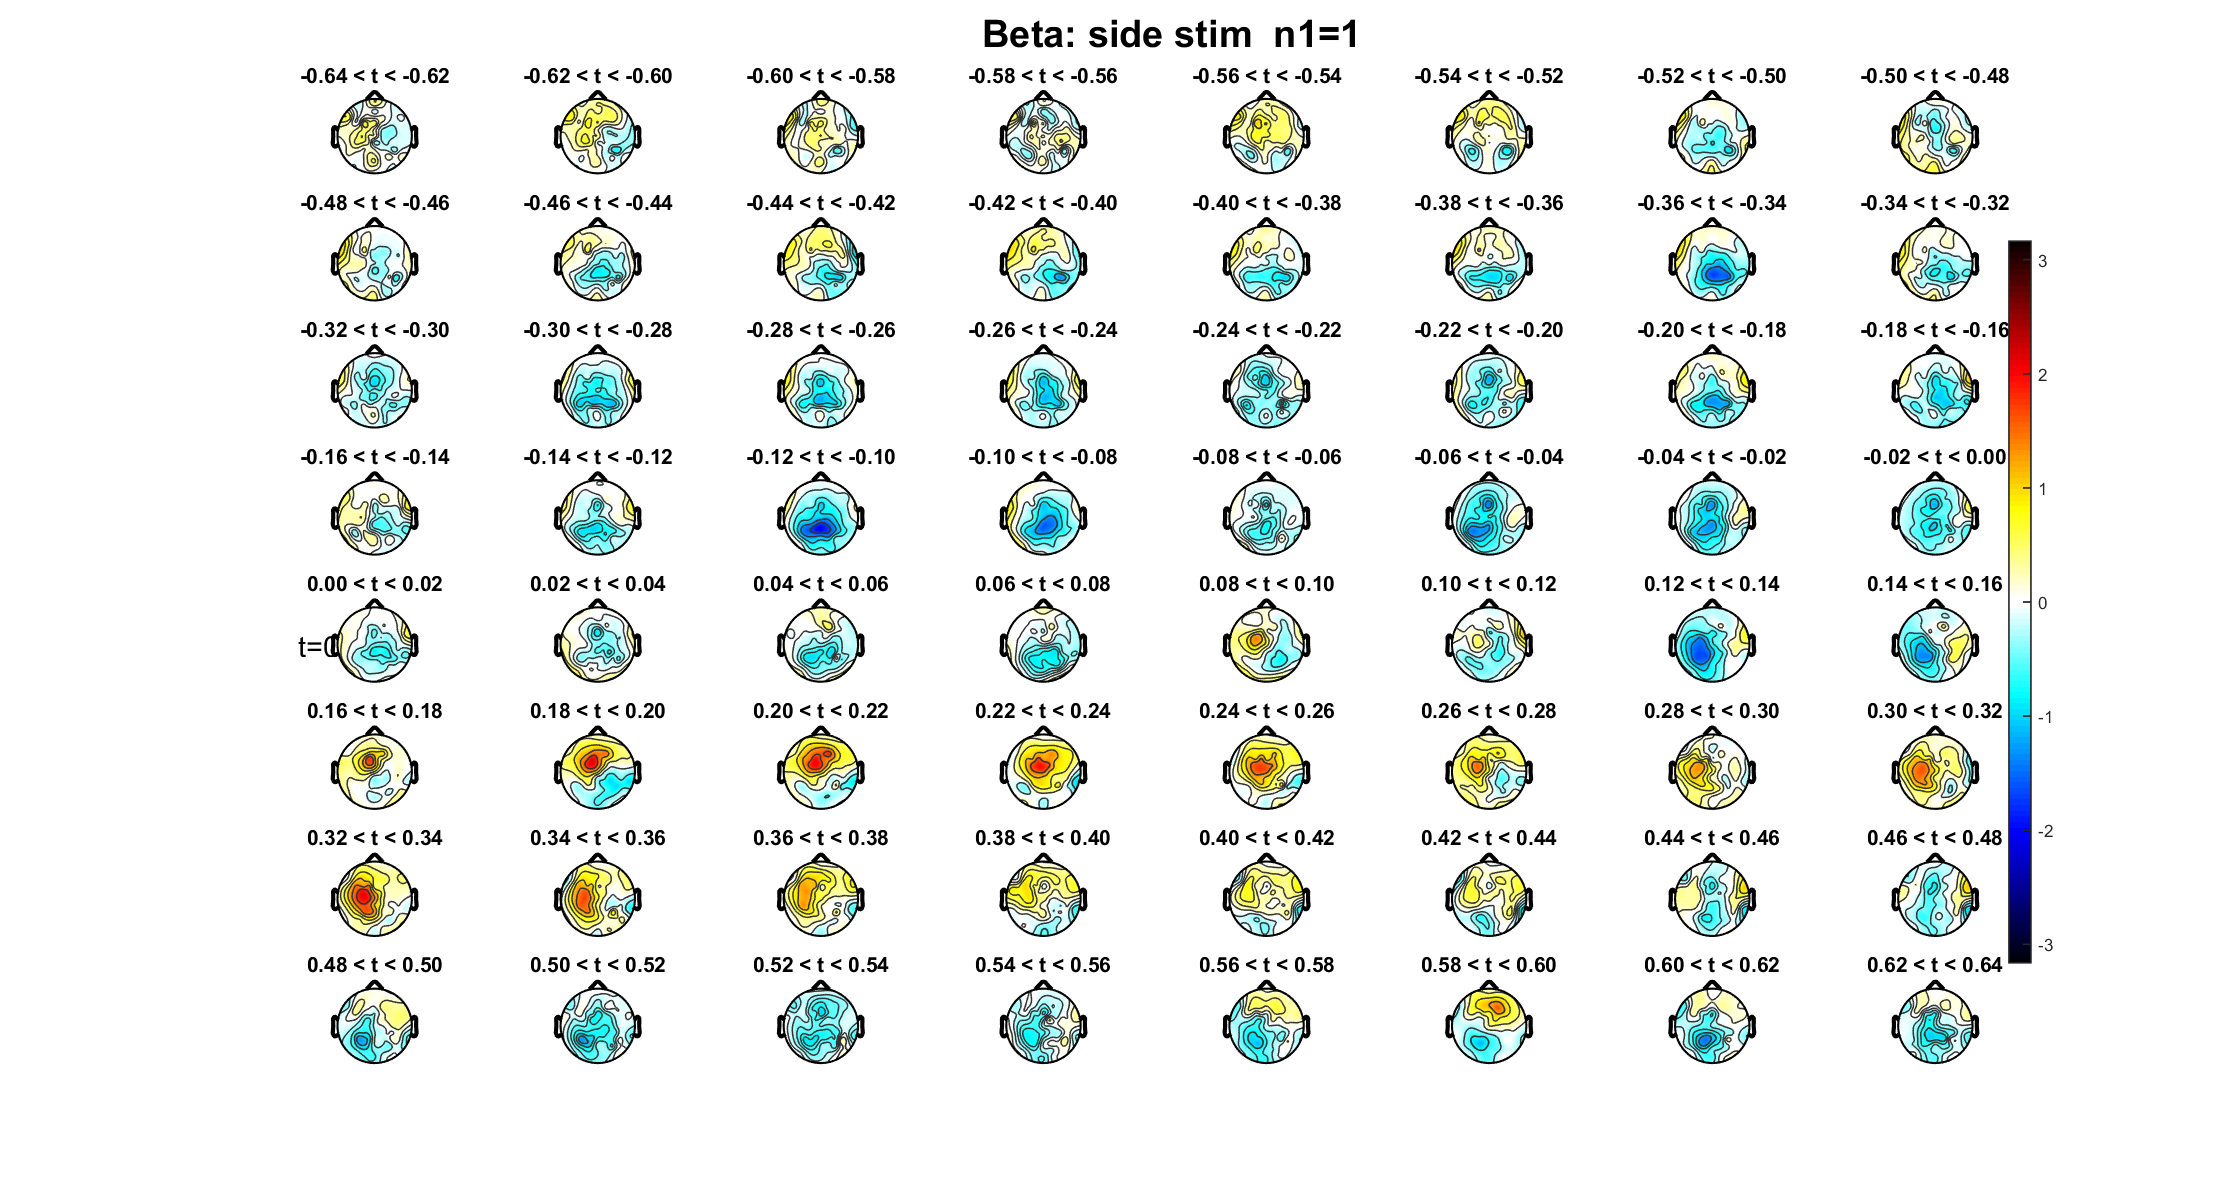 Beta: side stim  n1=1
-0.64 < t < -0.62
-0.62 < t < -0.60
-0.60 < t < -0.58
-0.58 < t < -0.56
-0.56 < t < -0.54
-0.54 < t < -0.52
-0.52 < t < -0.50
-0.50 < t < -0.48
-0.48 < t < -0.46
-0.46 < t < -0.44
-0.44 < t < -0.42
-0.42 < t < -0.40
-0.40 < t < -0.38
-0.38 < t < -0.36
-0.36 < t < -0.34
-0.34 < t < -0.32
-0.32 < t < -0.30
-0.30 < t < -0.28
-0.28 < t < -0.26
-0.26 < t < -0.24
-0.24 < t < -0.22
-0.22 < t < -0.20
-0.20 < t < -0.18
-0.18 < t < -0.16
-0.16 < t < -0.14
-0.14 < t < -0.12
-0.12 < t < -0.10
-0.10 < t < -0.08
-0.08 < t < -0.06
-0.06 < t < -0.04
-0.04 < t < -0.02
-0.02 < t < 0.00
0.00 < t < 0.02
0.02 < t < 0.04
0.04 < t < 0.06
0.06 < t < 0.08
0.08 < t < 0.10
0.10 < t < 0.12
0.12 < t < 0.14
0.14 < t < 0.16
t=0
0.16 < t < 0.18
0.18 < t < 0.20
0.20 < t < 0.22
0.22 < t < 0.24
0.24 < t < 0.26
0.26 < t < 0.28
0.28 < t < 0.30
0.30 < t < 0.32
0.32 < t < 0.34
0.34 < t < 0.36
0.36 < t < 0.38
0.38 < t < 0.40
0.40 < t < 0.42
0.42 < t < 0.44
0.44 < t < 0.46
0.46 < t < 0.48
0.48 < t < 0.50
0.50 < t < 0.52
0.52 < t < 0.54
0.54 < t < 0.56
0.56 < t < 0.58
0.58 < t < 0.60
0.60 < t < 0.62
0.62 < t < 0.64
3
2
1
0
-1
-2
-3